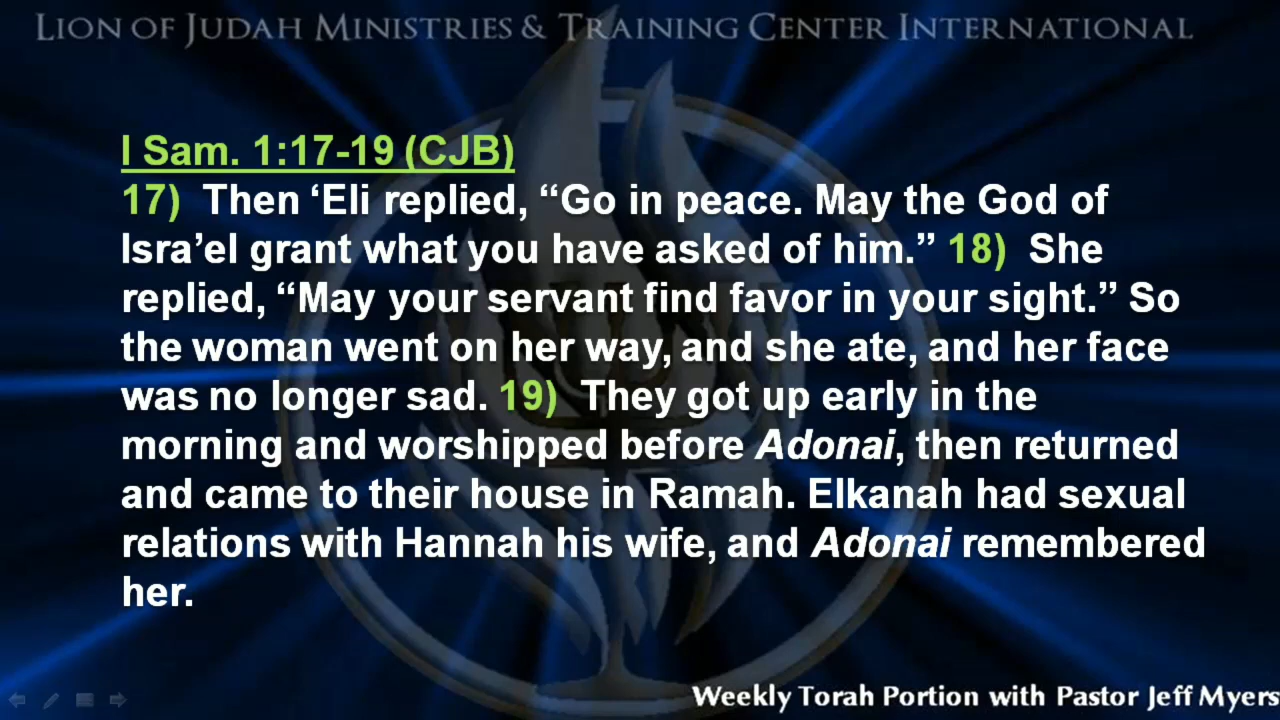 LION OF JUDAH MINISTRIES & TRAINING CENTER INTERNATIONAL
I Sam. 1:17-19 (CJB)
17) Then ‘Eli replied, “Go in peace. May the God of
Isra’el grant what you have asked of him.” 18) She
replied, “May your servant find favor in your sight.” So
the woman went on her way, and she ate, and her face
was no longer sad. 19) They got up early in the
morning and worshipped before Adonai, then returned
and came to their house in Ramah. Elkanah had sexual
relations with Hannah his wife, and Adonai remembered
her.
Weekly Torah Portion with Pastor Jeff Myers